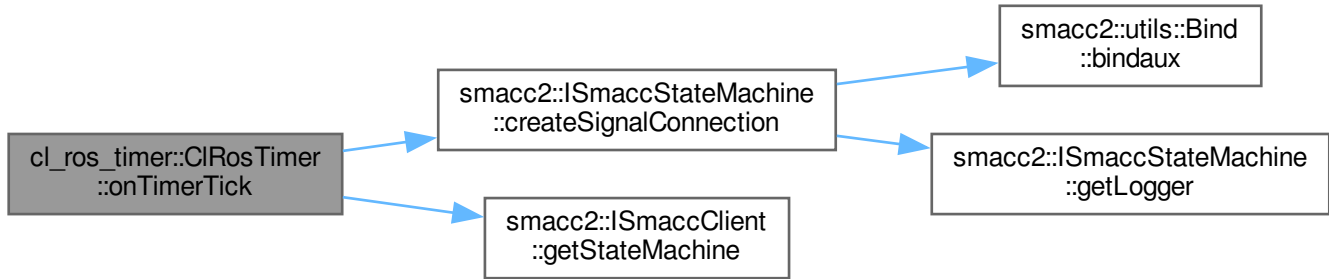 cl_ros_timer::ClRosTimer
::onTimerTick
smacc2::ISmaccStateMachine
::createSignalConnection
smacc2::ISmaccClient
::getStateMachine
smacc2::utils::Bind
::bindaux
smacc2::ISmaccStateMachine
::getLogger